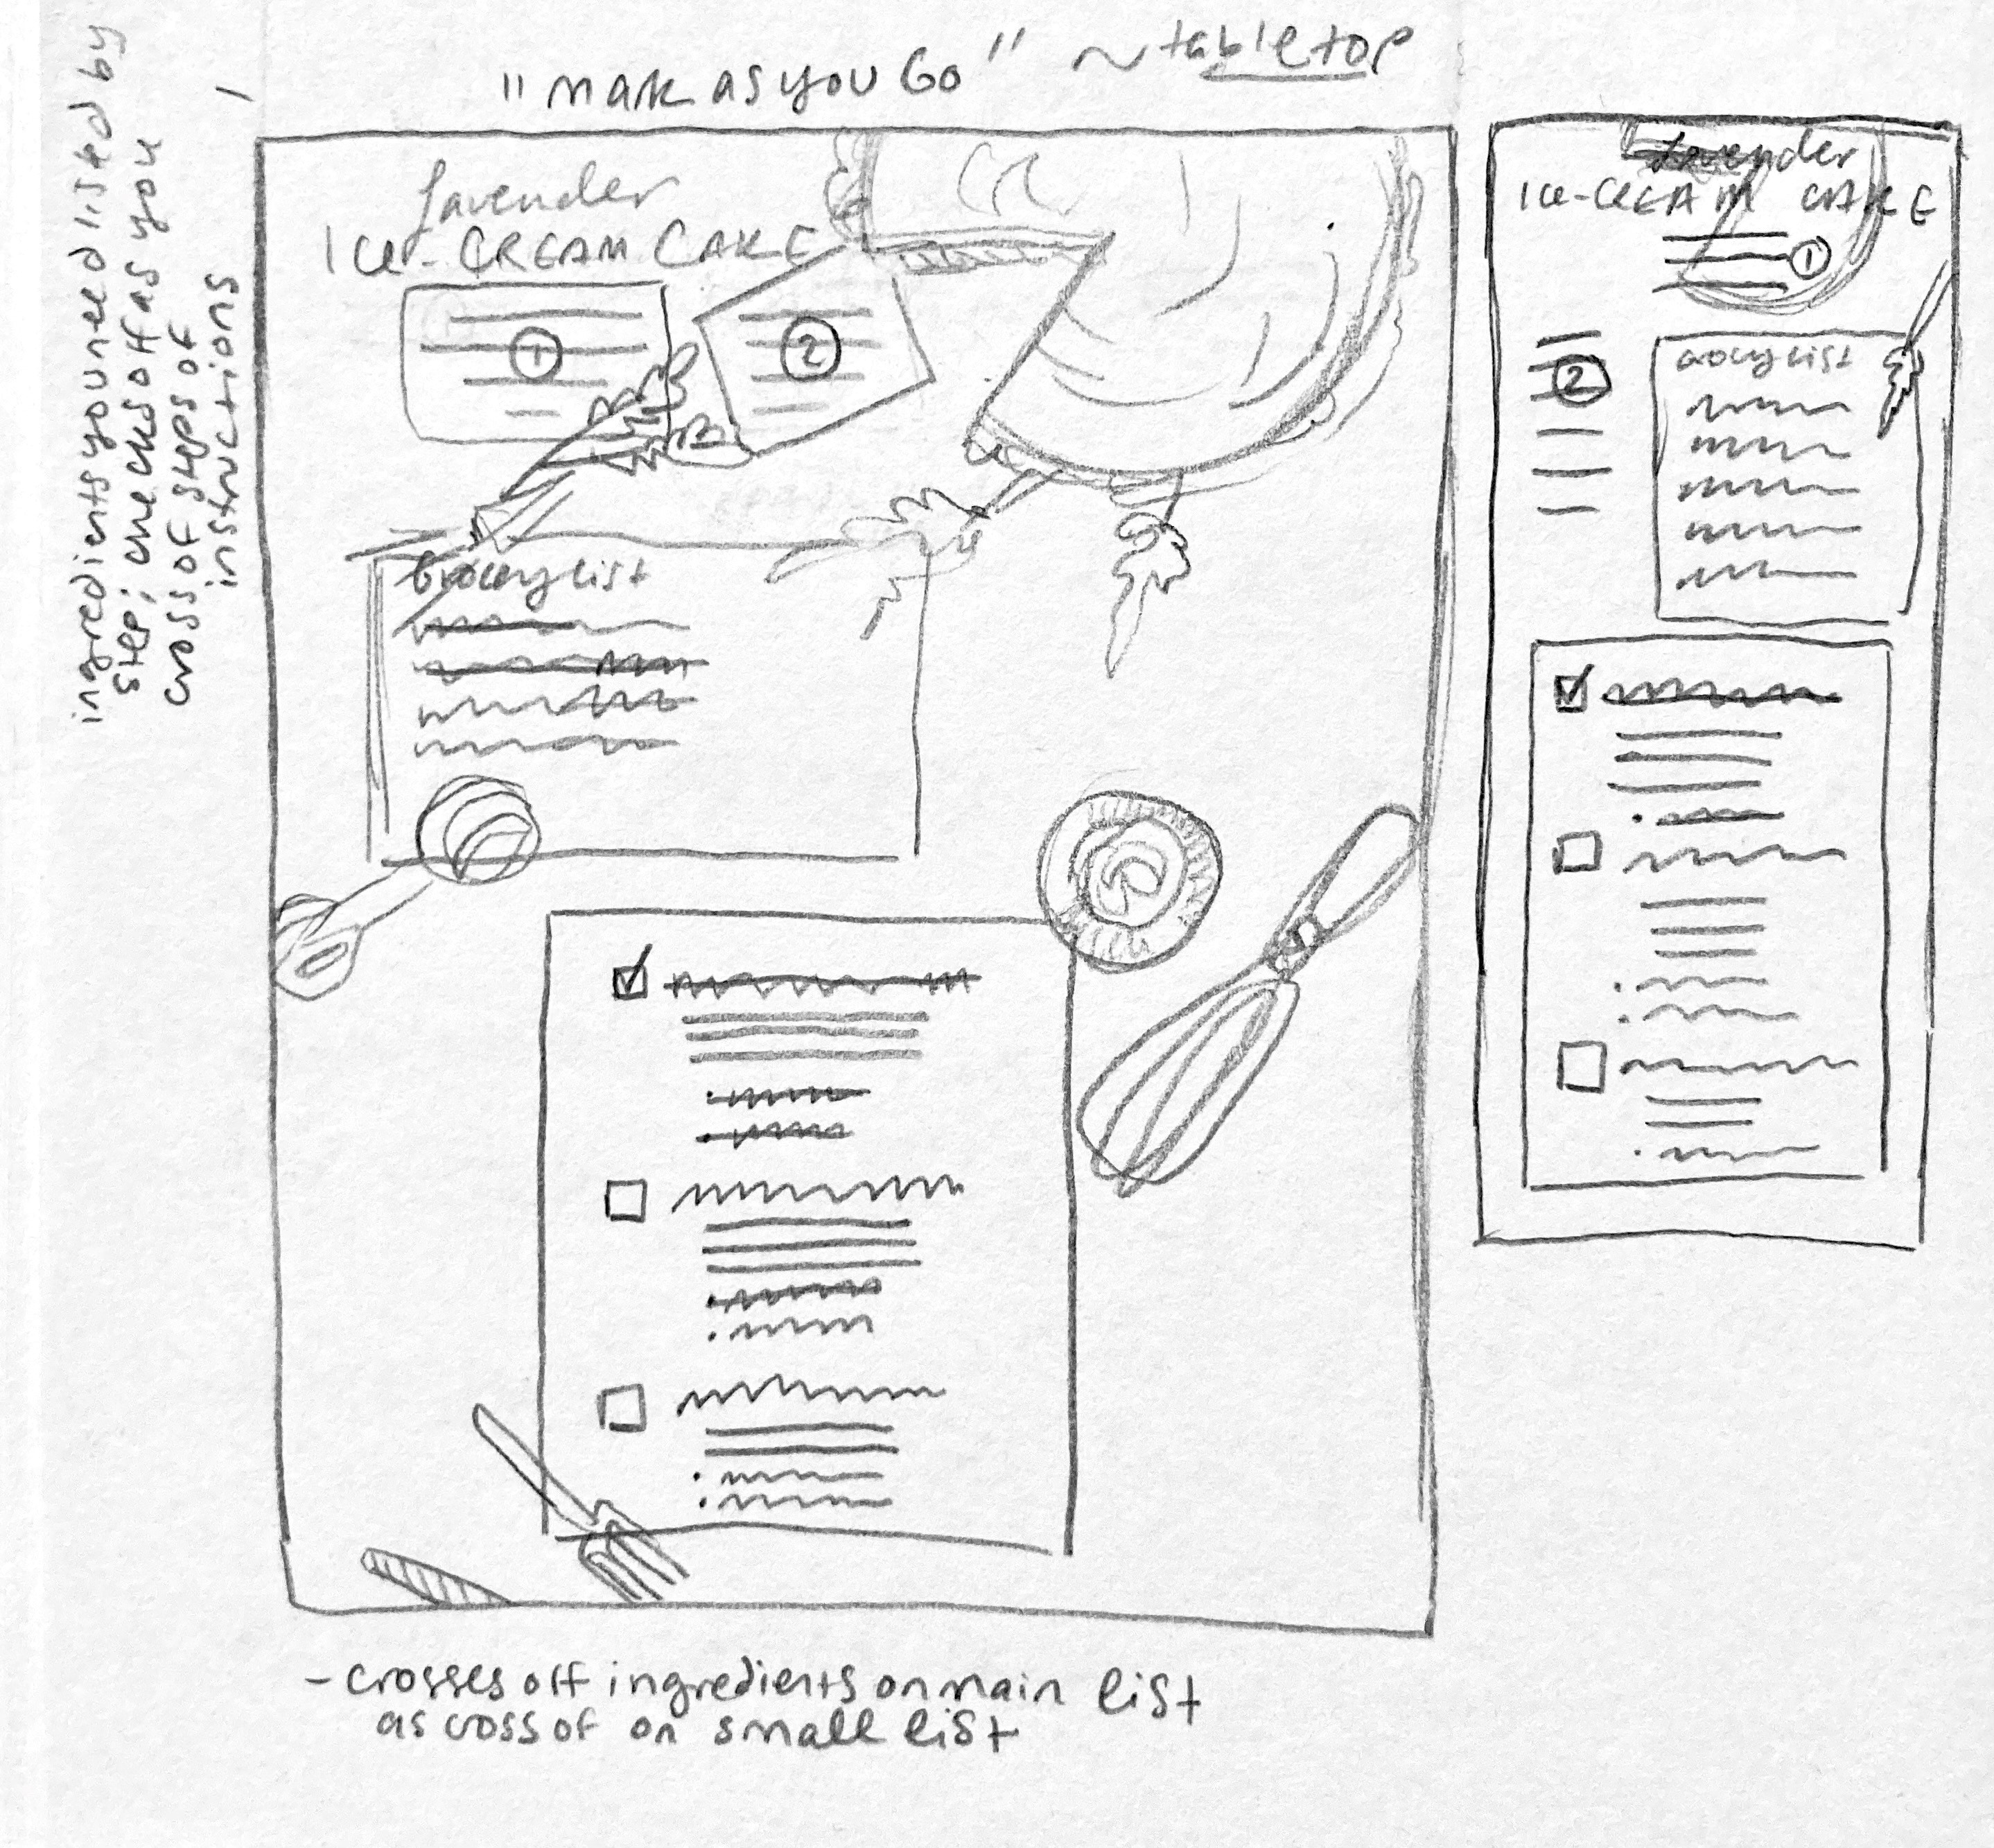 "mark as you Go" ~ tabletop
ingredients you need listed by
step; checks off as you
cross of steps of
instructions
lavender
ICE-CREAM CAKE
1
2
Grocery list
- crosses off ingredients on main list
as cross of on small list
lavender
ICE-CREAM CAKE
1
2
Grocery list